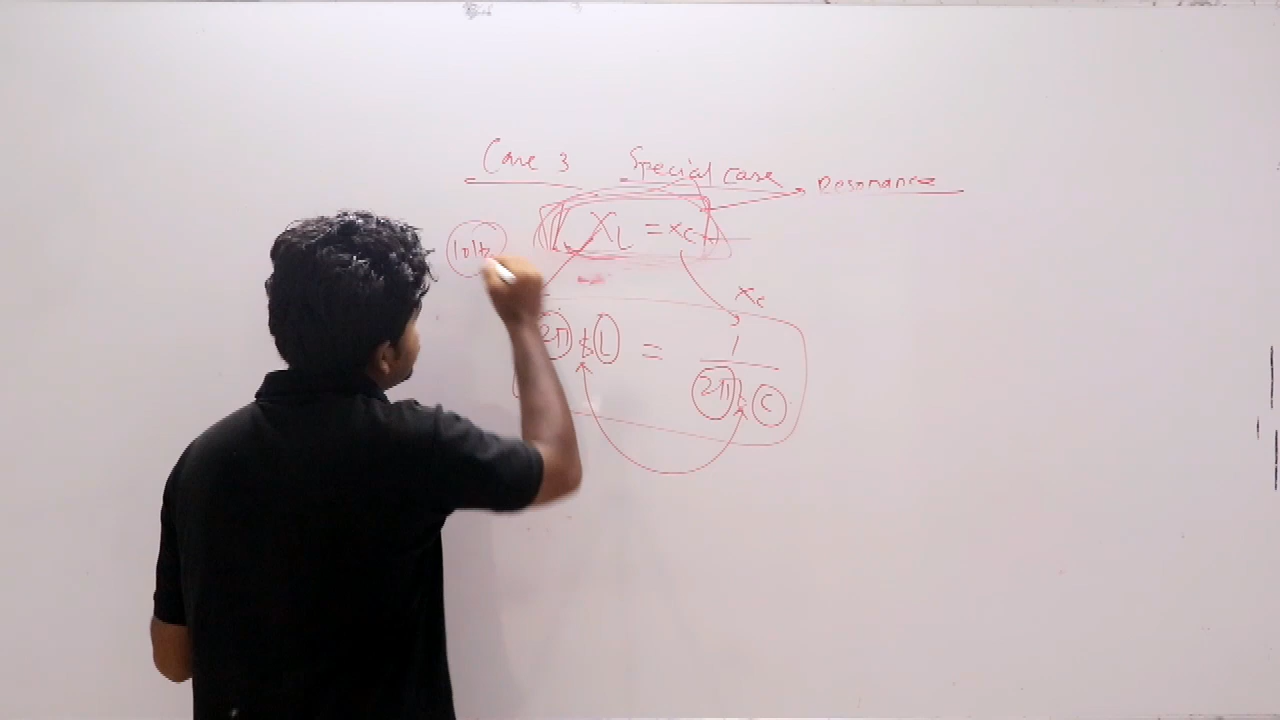 Case 3 Special Case Resonance
X_L = X_C
X_C
2π f L = 1 / 2π f C